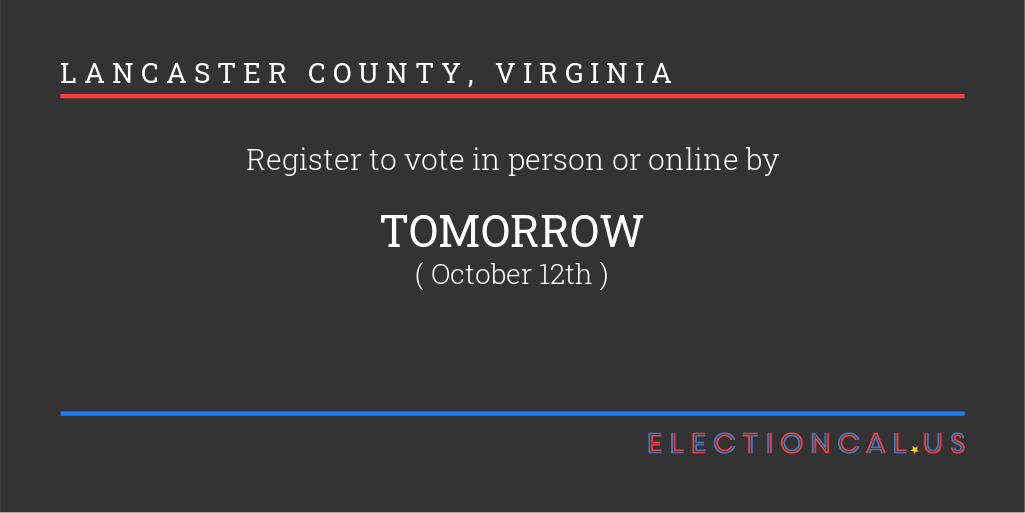 LANCASTER COUNTY, VIRGINIA
Register to vote in person or online by
TOMORROW
( October 12th )
ELECTIONCAL.US